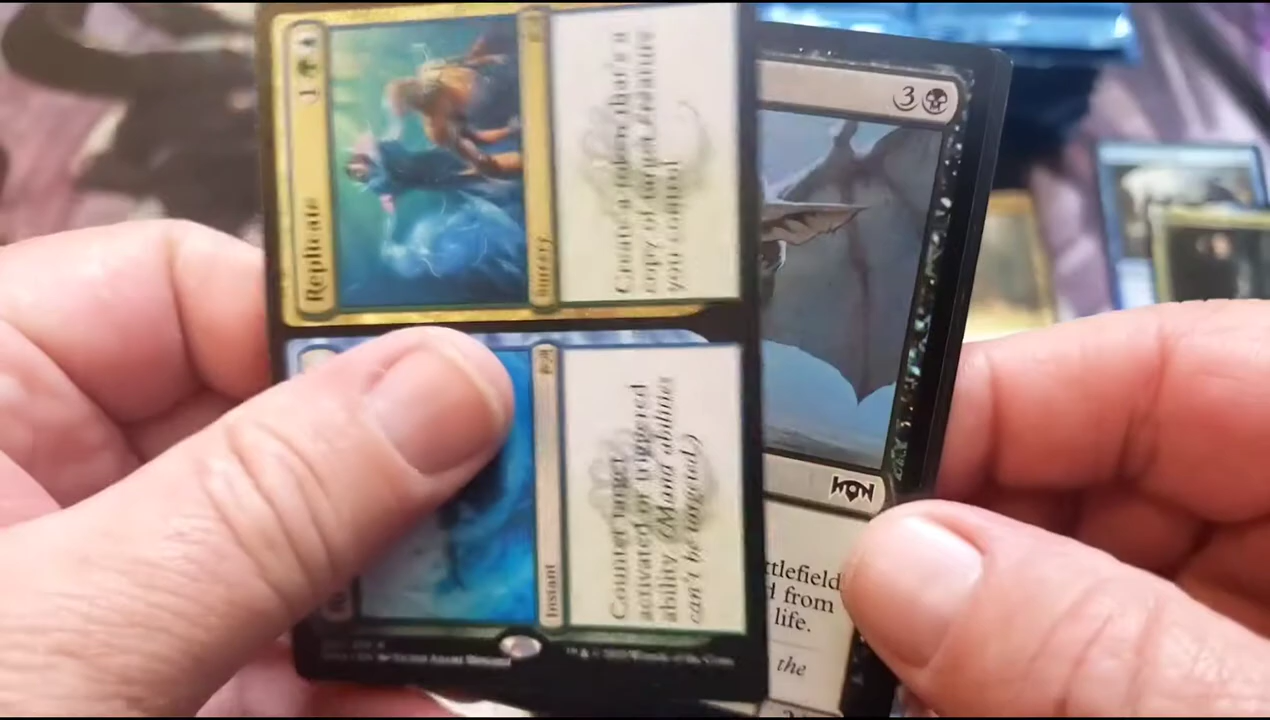 Replicate
1
Create a token that's a
copy of target creature
you control
Counter target
activated or triggered
ability (Mana abilities
can't be targeted)
Instant
3
ttlefield
d from
life.
the